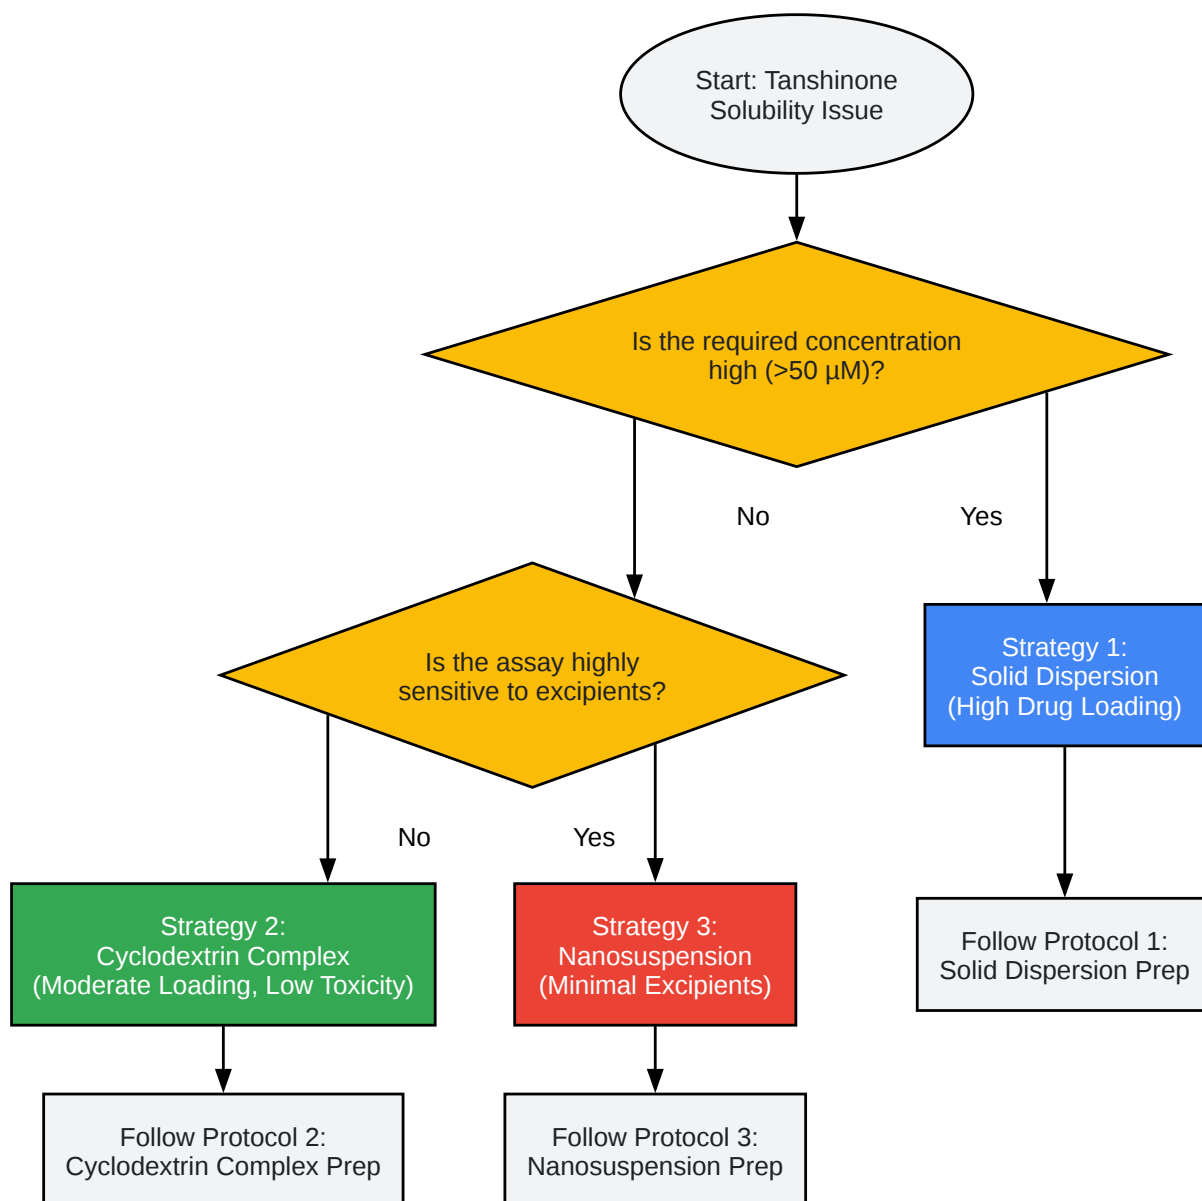 Start: Tanshinone
Solubility Issue
Is the required concentration
high (>50 µM)?
No
Yes
Is the assay highly
sensitive to excipients?
Strategy 1:
Solid Dispersion
(High Drug Loading)
No
Yes
Strategy 2:
Cyclodextrin Complex
(Moderate Loading, Low Toxicity)
Strategy 3:
Nanosuspension
(Minimal Excipients)
Follow Protocol 1:
Solid Dispersion Prep
Follow Protocol 2:
Cyclodextrin Complex Prep
Follow Protocol 3:
Nanosuspension Prep